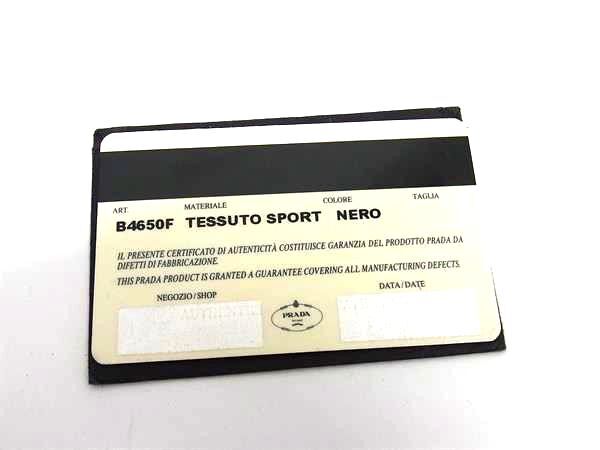 ART. MATERIALE COLORE TAGLIA
B4650F TESSUTO SPORT NERO
IL PRESENTE CERTIFICATO DI AUTENTICITÀ COSTITUISCE GARANZIA DEL PRODOTTO PRADA DA
DIFETTI DI FABBRICAZIONE.
THIS PRADA PRODUCT IS GRANTED A GUARANTEE COVERING ALL MANUFACTURING DEFECTS.
NEGOZIO/SHOP
DATA/DATE
PRADA
MILANO